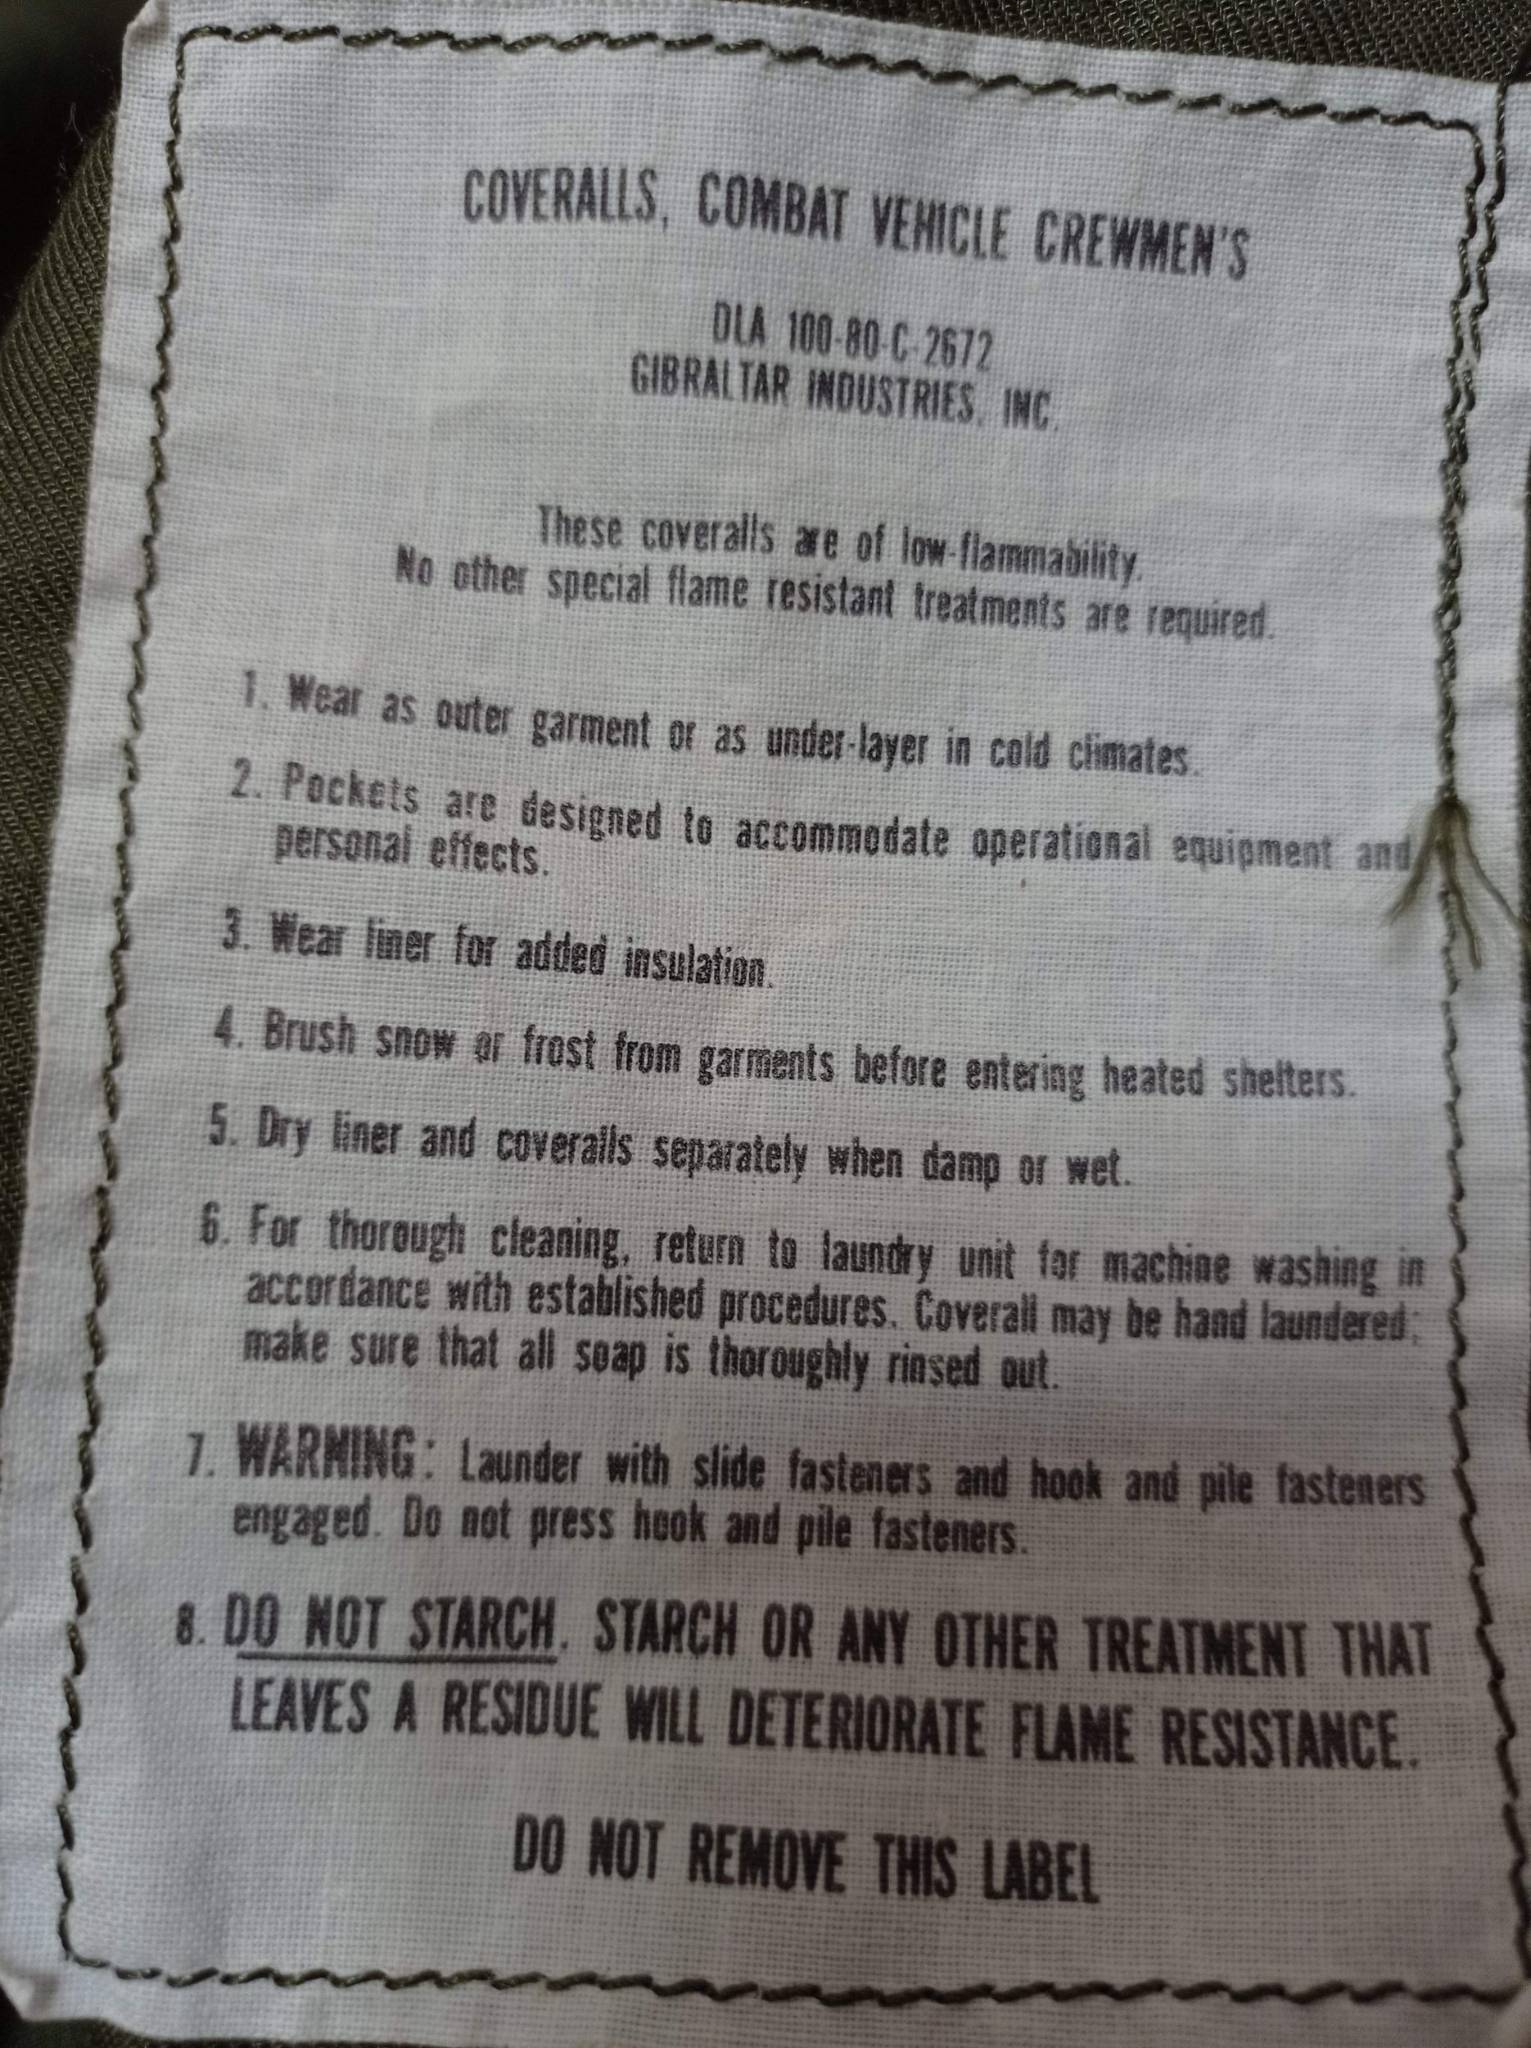 COVERALLS, COMBAT VEHICLE CREWMEN'S
DLA 100-80-C-2672
GIBRALTAR INDUSTRIES, INC.
These coveralls are of low-flammability.
No other special flame resistant treatments are required.
1. Wear as outer garment or as under-layer in cold climates.
2. Pockets are designed to accommodate operational equipment and
personal effects.
3. Wear liner for added insulation.
4. Brush snow or frost from garments before entering heated shelters.
5. Dry liner and coveralls separately when damp or wet.
6. For thorough cleaning, return to laundry unit for machine washing in
accordance with established procedures. Coverall may be hand laundered;
make sure that all soap is thoroughly rinsed out.
7. WARNING: Launder with slide fasteners and hook and pile fasteners
engaged. Do not press hook and pile fasteners.
8. DO NOT STARCH. STARCH OR ANY OTHER TREATMENT THAT
LEAVES A RESIDUE WILL DETERIORATE FLAME RESISTANCE.
DO NOT REMOVE THIS LABEL